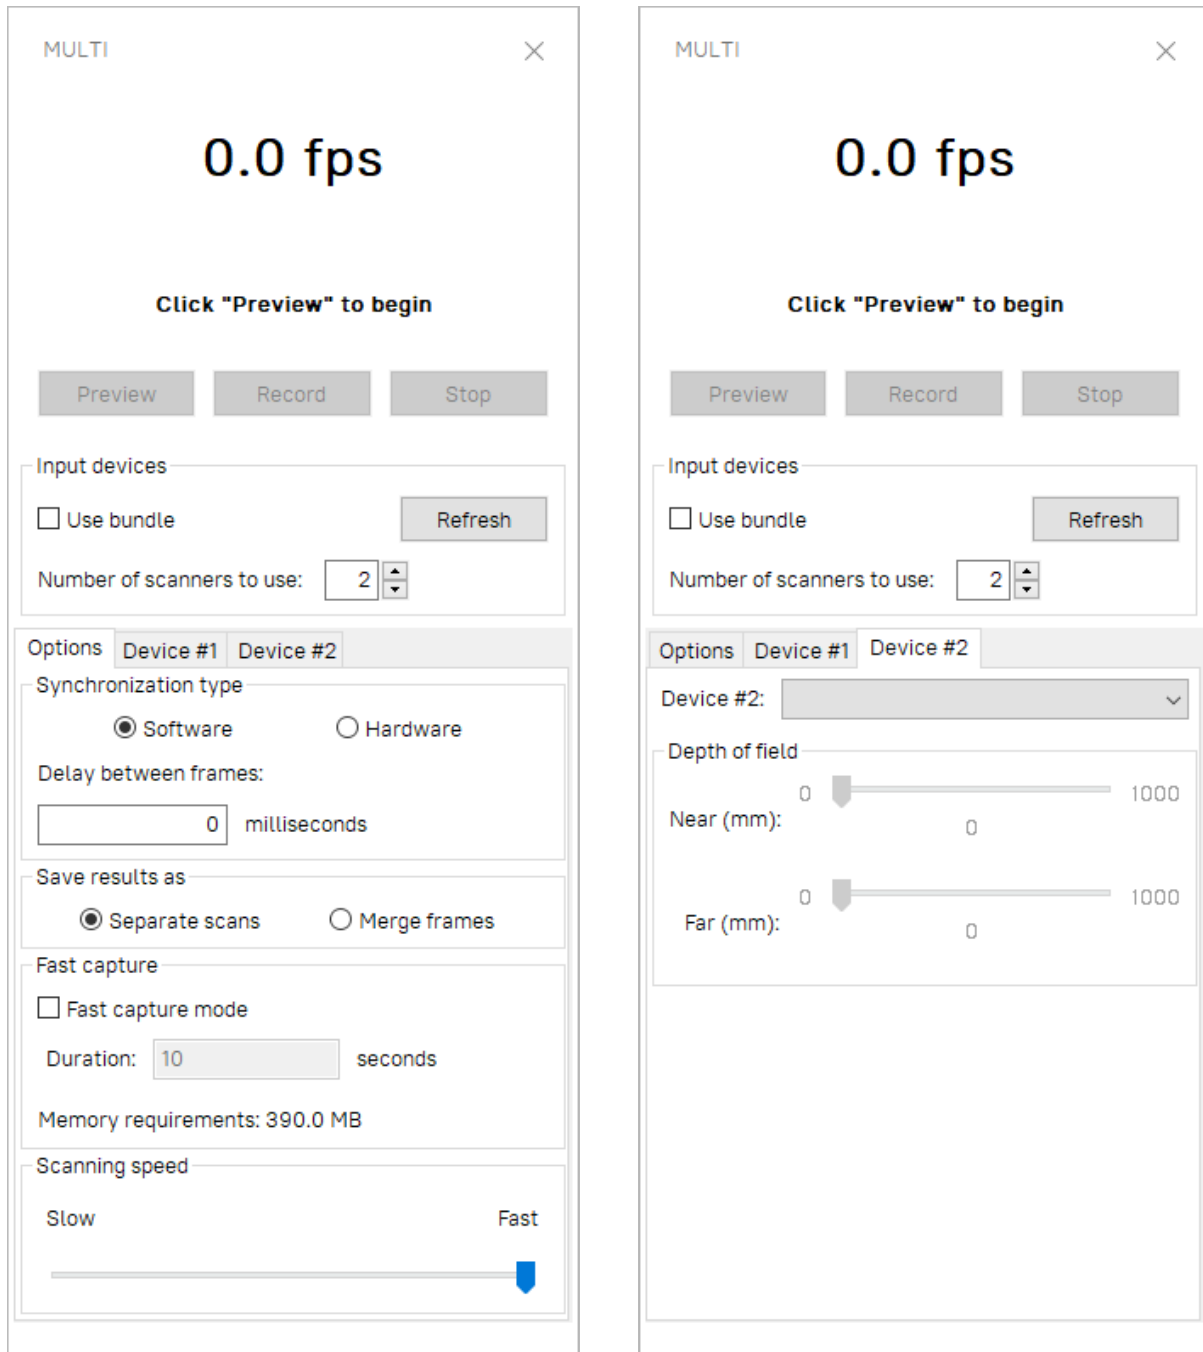 MULTI
0.0 fps
Click "Preview" to begin
Preview Record Stop
Input devices
Use bundle Refresh
Number of scanners to use: 2
Options Device #1 Device #2
Synchronization type
Software Hardware
Delay between frames:
0 milliseconds
Save results as
Separate scans Merge frames
Fast capture
Fast capture mode
Duration: 10 seconds
Memory requirements: 390.0 MB
Scanning speed
Slow Fast
MULTI
0.0 fps
Click "Preview" to begin
Preview Record Stop
Input devices
Use bundle Refresh
Number of scanners to use: 2
Options Device #1 Device #2
Device #2:
Depth of field
0 1000
Near (mm):
0
0 1000
Far (mm):
0